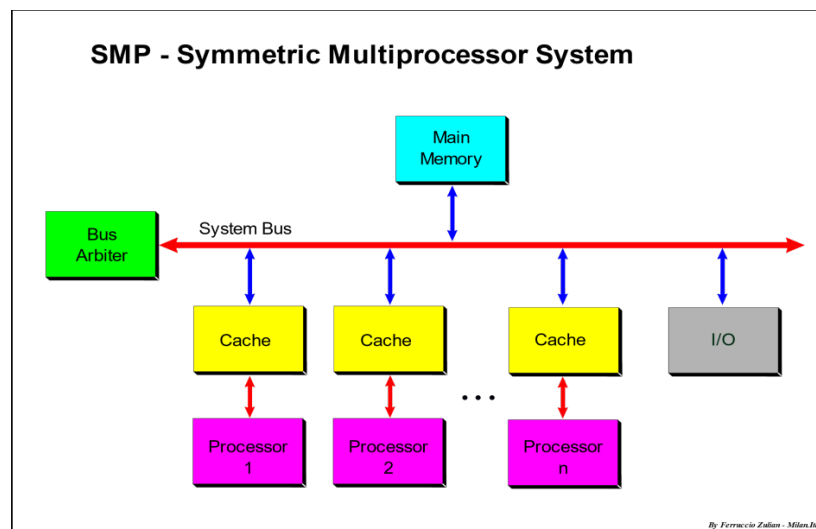 SMP - Symmetric Multiprocessor System
Main
Memory
System Bus
Bus
Arbiter
Cache
Cache
Cache
I/O
...
Processor
1
Processor
2
Processor
n
By Ferruccio Zulian - Milan.It